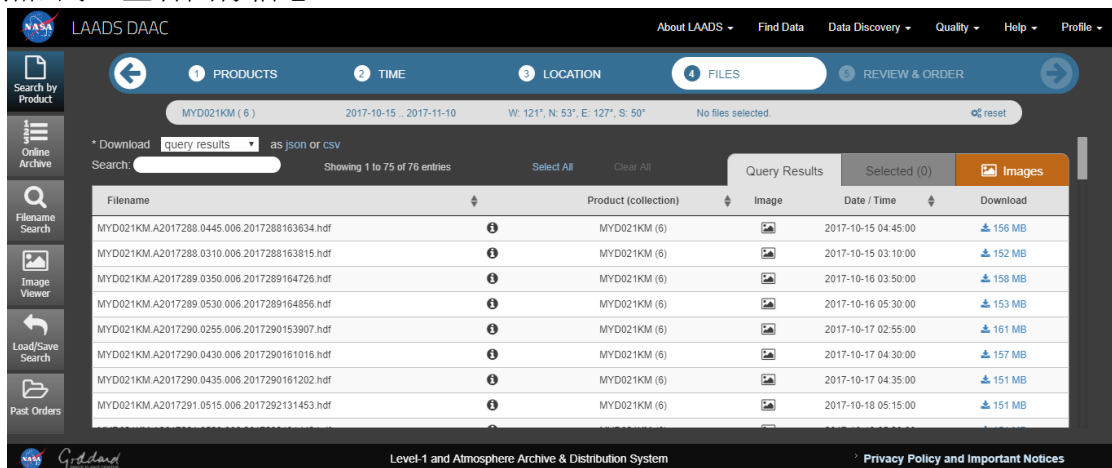 NASA LAADS DAAC About LAADS Find Data Data Discovery Quality Help Profile
Search by Product
Online Archive
Filename Search
Image Viewer
Load/Save Search
Past Orders
1 PRODUCTS 2 TIME 3 LOCATION 4 FILES 5 REVIEW & ORDER
MYD021KM ( 6 ) 2017-10-15 .. 2017-11-10 W: 121°, N: 53°, E: 127°, S: 50° No files selected. reset
* Download query results as json or csv
Search: Showing 1 to 75 of 76 entries Select All Clear All Query Results Selected (0) Images
Filename Product (collection) Image Date / Time Download
MYD021KM.A2017288.0445.006.2017288163634.hdf MYD021KM (6) 2017-10-15 04:45:00 156 MB
MYD021KM.A2017288.0310.006.2017288163815.hdf MYD021KM (6) 2017-10-15 03:10:00 152 MB
MYD021KM.A2017289.0350.006.2017289164726.hdf MYD021KM (6) 2017-10-16 03:50:00 158 MB
MYD021KM.A2017289.0530.006.2017289164856.hdf MYD021KM (6) 2017-10-16 05:30:00 153 MB
MYD021KM.A2017290.0255.006.2017290153907.hdf MYD021KM (6) 2017-10-17 02:55:00 161 MB
MYD021KM.A2017290.0430.006.2017290161016.hdf MYD021KM (6) 2017-10-17 04:30:00 157 MB
MYD021KM.A2017290.0435.006.2017290161202.hdf MYD021KM (6) 2017-10-17 04:35:00 151 MB
MYD021KM.A2017291.0515.006.2017292131453.hdf MYD021KM (6) 2017-10-18 05:15:00 151 MB
NASA Goddard Level-1 and Atmosphere Archive & Distribution System > Privacy Policy and Important Notices